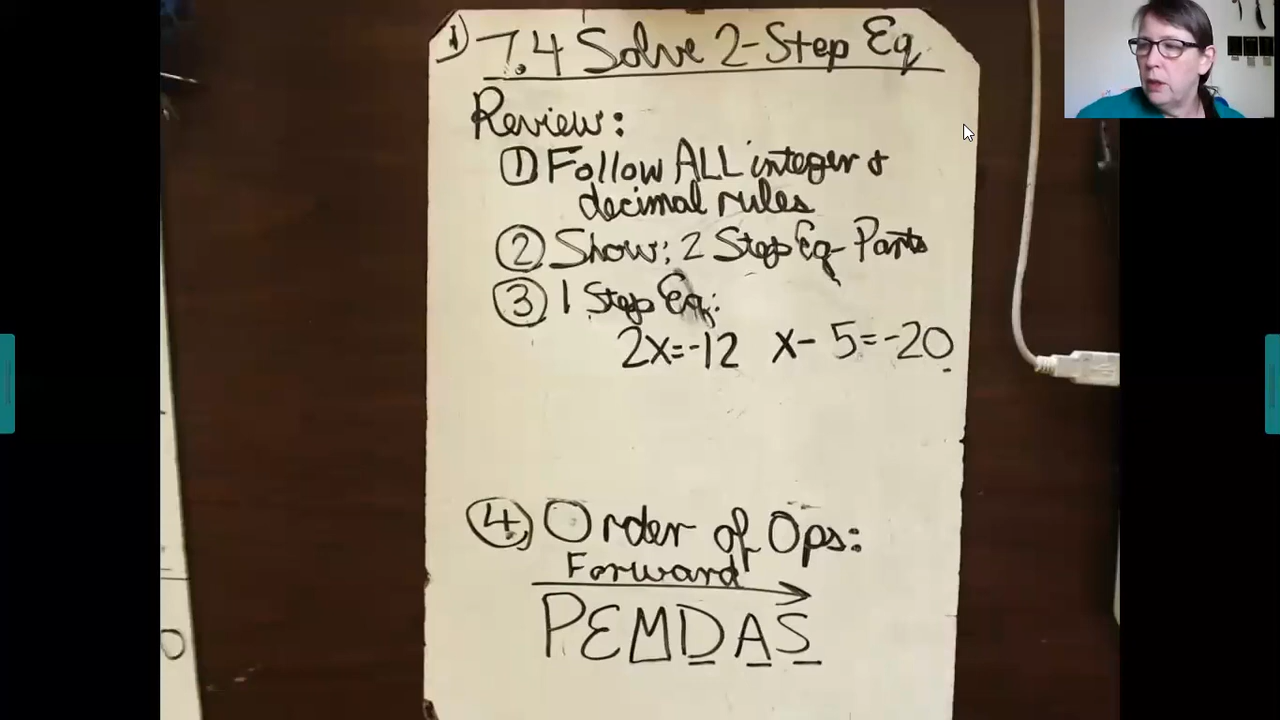 1) 7.4 Solve 2-Step Eq
Review:
① Follow ALL integer &
decimal rules
② Show: 2 Step Eq Parts
③ 1 Step Eq:
2x=-12 x-5=-20
④ Order of Ops:
Forward
PEMDAS